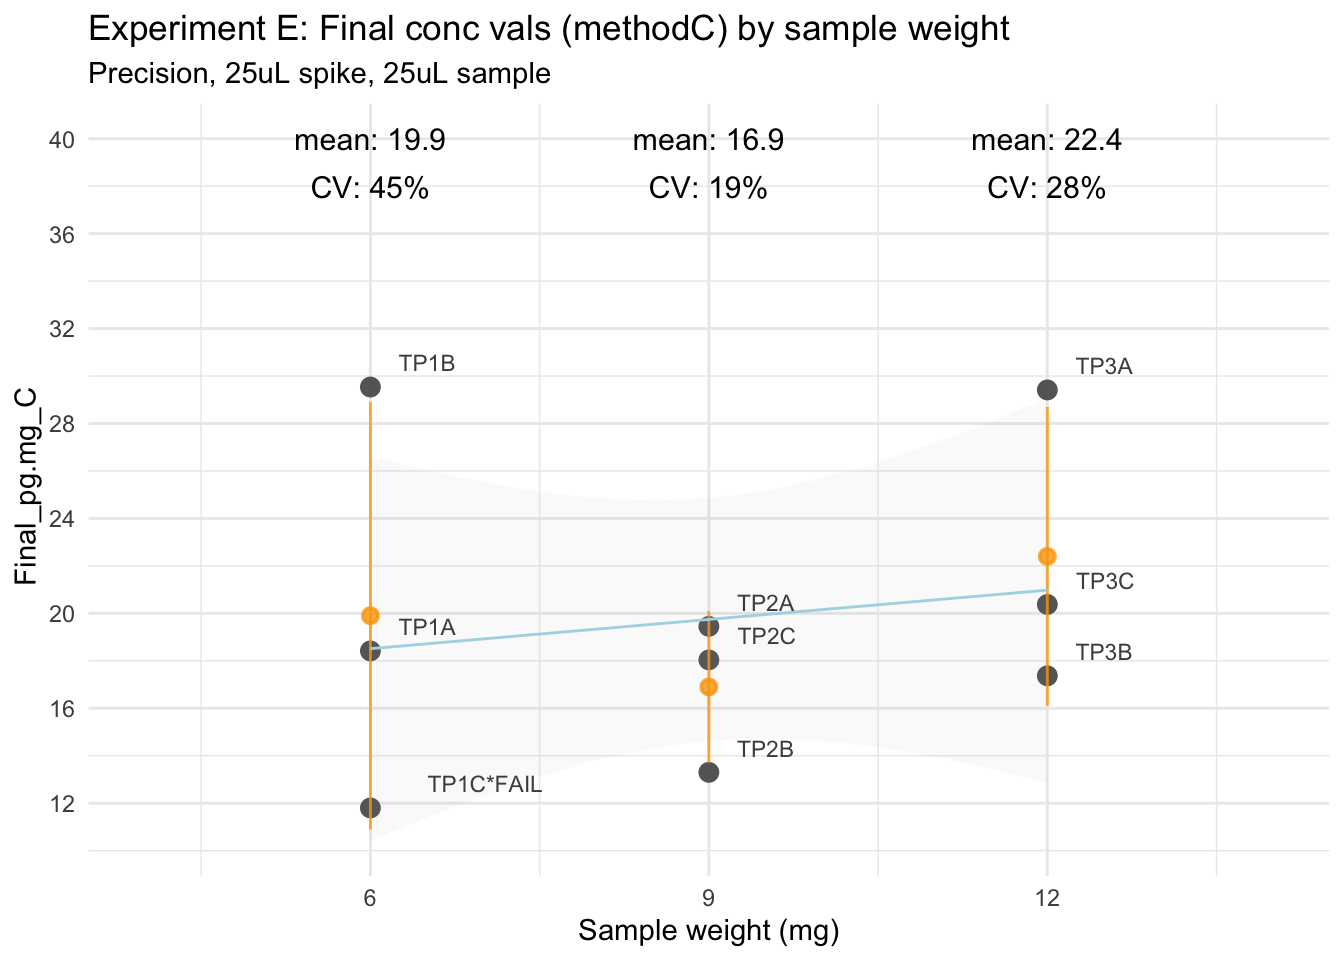 Experiment E: Final conc vals (methodC) by sample weight
Precision, 25uL spike, 25uL sample
mean: 19.9
CV: 45%
mean: 16.9
CV: 19%
mean: 22.4
CV: 28%
40
36
32
28
24
20
16
12
Final_pg.mg_C
TP1B
TP1A
TP1C*FAIL
TP2A
TP2C
TP2B
TP3A
TP3C
TP3B
6
9
12
Sample weight (mg)